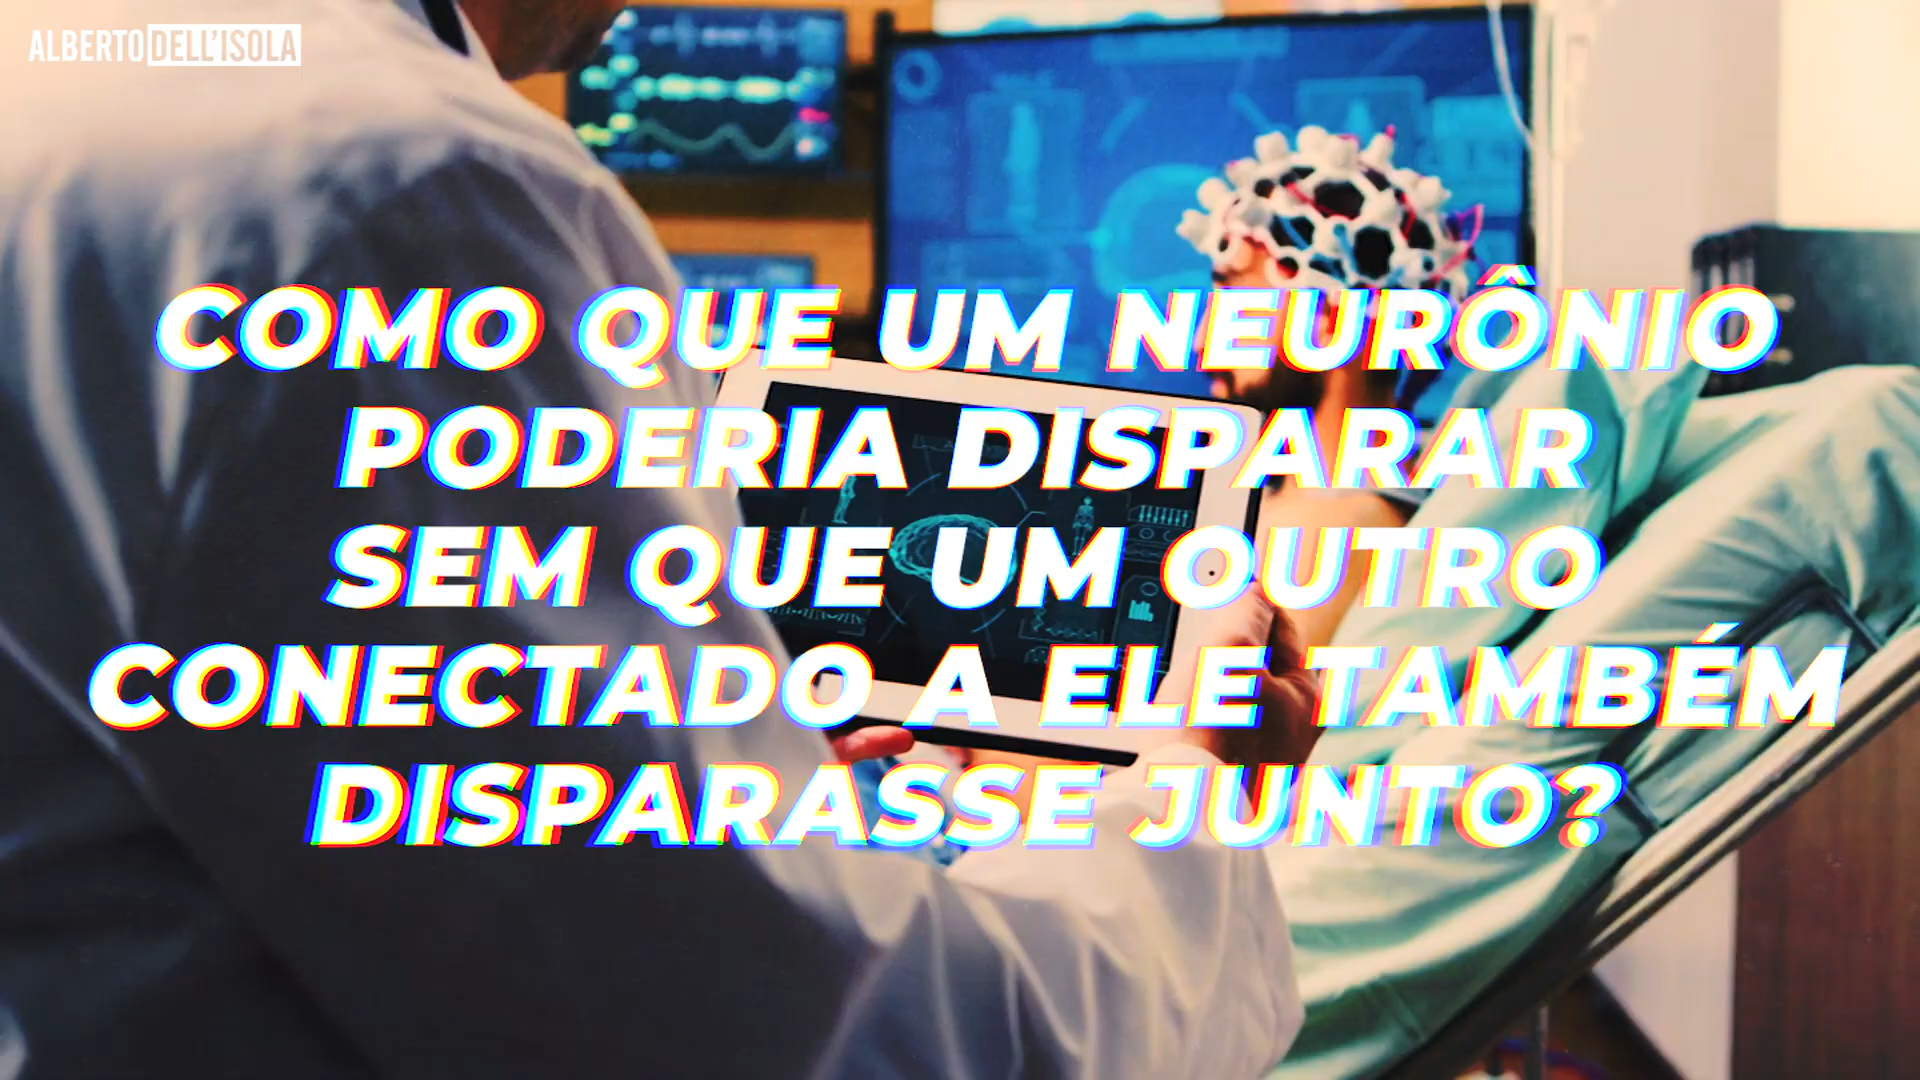 ALBERTO DELL'ISOLA
COMO QUE UM NEURÔNIO
PODERIA DISPARAR
SEM QUE UM OUTRO
CONECTADO A ELE TAMBÉM
DISPARASSE JUNTO?